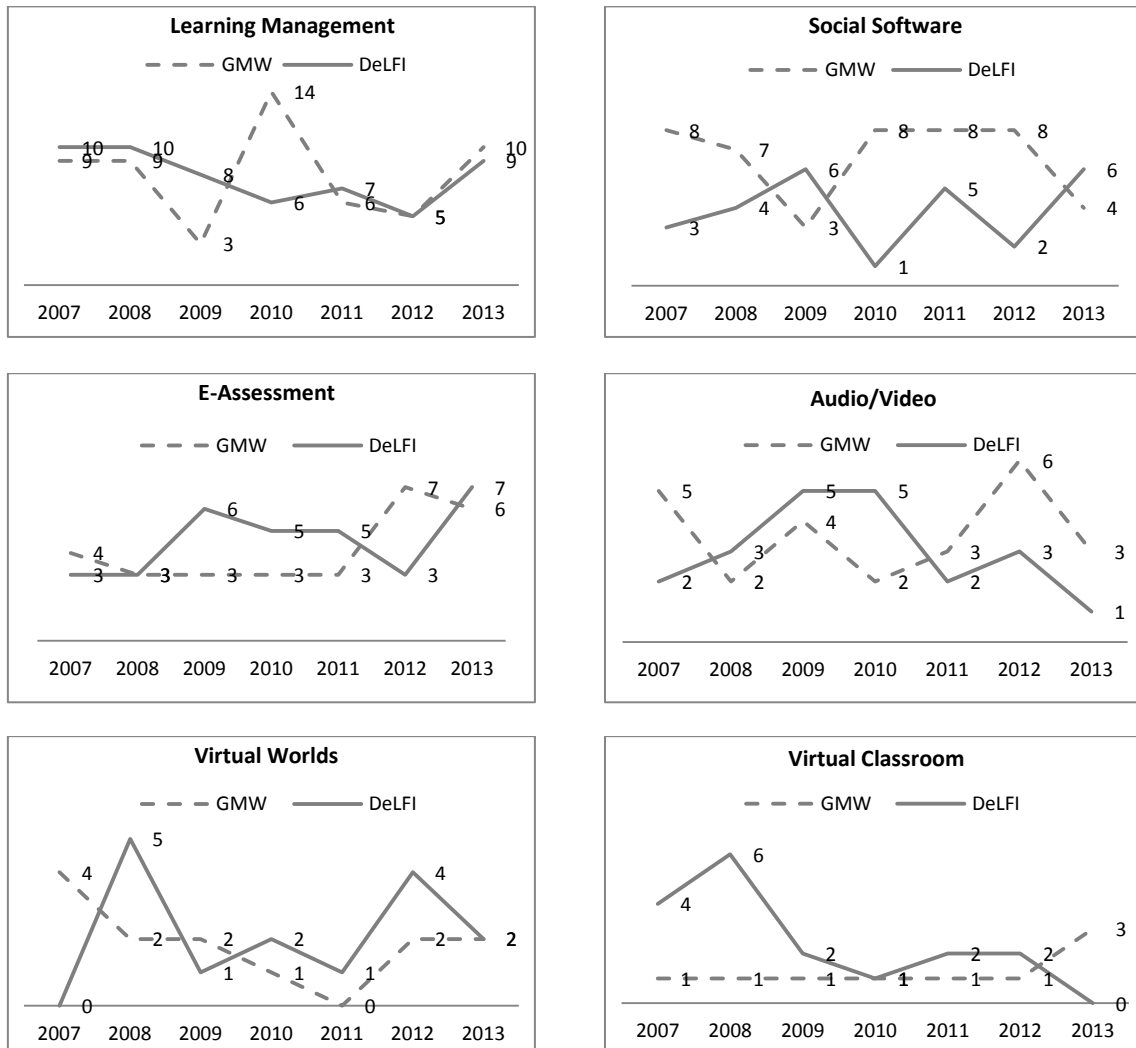 Learning Management
GMW DeLFI
14
10 10 10
9 9 8 9
7
6 6
5 5
3
2007 2008 2009 2010 2011 2012 2013
Social Software
GMW DeLFI
8 8 8 8
7
6 6
5
4 4
3 3
2
1
2007 2008 2009 2010 2011 2012 2013
E-Assessment
GMW DeLFI
7 7
6 6
5 5
4
3 3 3 3 3 3 3
2007 2008 2009 2010 2011 2012 2013
Audio/Video
GMW DeLFI
6
5 5 5
4
3 3 3 3
2 2 2 2
1
2007 2008 2009 2010 2011 2012 2013
Virtual Worlds
GMW DeLFI
5
4 4
2 2 2 2 2 2
1 1 1
0 0
2007 2008 2009 2010 2011 2012 2013
Virtual Classroom
GMW DeLFI
6
4
3
2 2 2
1 1 1 1 1 1 1
0
2007 2008 2009 2010 2011 2012 2013